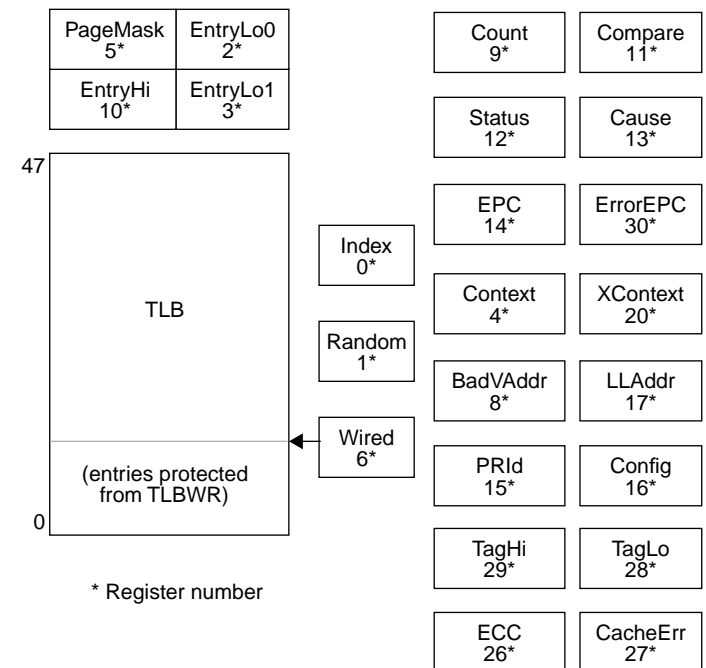 PageMask
5*
EntryLo0
2*
EntryHi
10*
EntryLo1
3*
47
TLB
(entries protected
from TLBWR)
0
* Register number
Index
0*
Random
1*
Wired
6*
Count
9*
Compare
11*
Status
12*
Cause
13*
EPC
14*
ErrorEPC
30*
Context
4*
XContext
20*
BadVAddr
8*
LLAddr
17*
PRId
15*
Config
16*
TagHi
29*
TagLo
28*
ECC
26*
CacheErr
27*